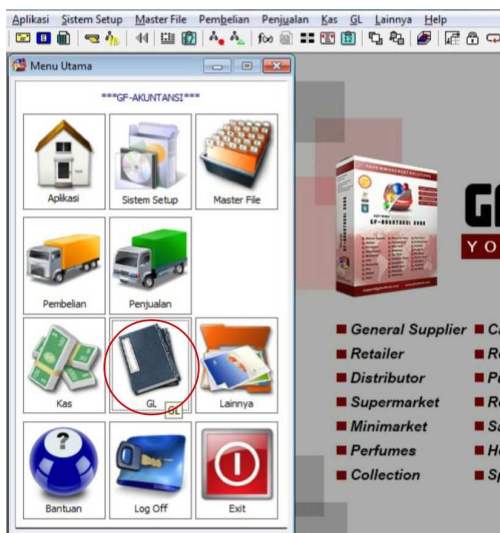 Aplikasi Sistem Setup Master File Pembelian Penjualan Kas GL Lainnya Help
Menu Utama
***GF-AKUNTANSI***
Aplikasi Sistem Setup Master File
Pembelian Penjualan
Kas GL Lainnya
GL
Bantuan Log Off Exit
GF-AKUNTANSI 2008
General Supplier
Retailer
Distributor
Supermarket
Minimarket
Perfumes
Collection